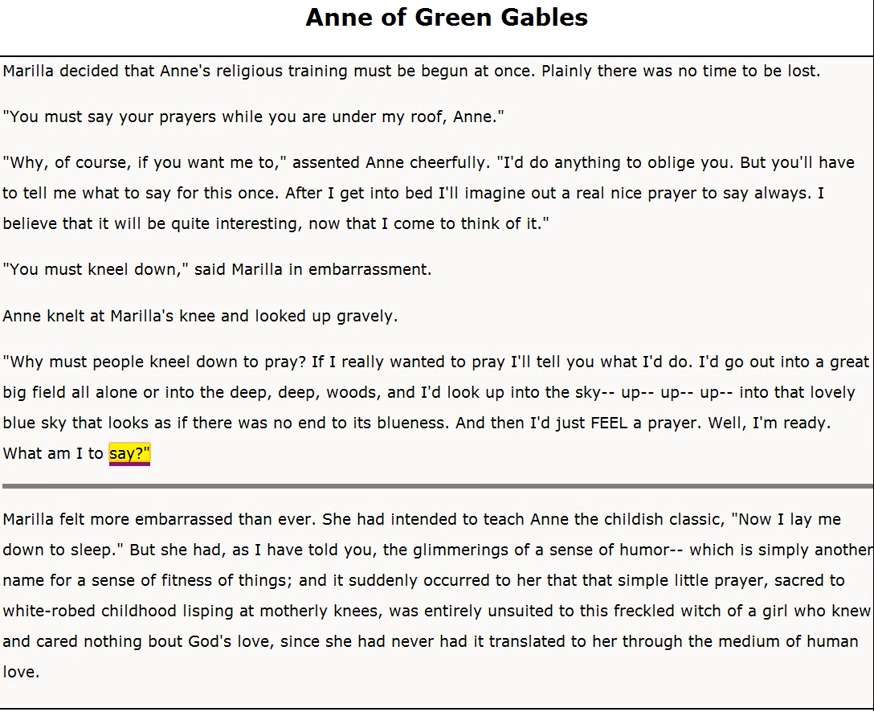 Anne of Green Gables
Marilla decided that Anne's religious training must be begun at once. Plainly there was no time to be lost.
"You must say your prayers while you are under my roof, Anne."
"Why, of course, if you want me to," assented Anne cheerfully. "I'd do anything to oblige you. But you'll have
to tell me what to say for this once. After I get into bed I'll imagine out a real nice prayer to say always. I
believe that it will be quite interesting, now that I come to think of it."
"You must kneel down," said Marilla in embarrassment.
Anne knelt at Marilla's knee and looked up gravely.
"Why must people kneel down to pray? If I really wanted to pray I'll tell you what I'd do. I'd go out into a great
big field all alone or into the deep, deep, woods, and I'd look up into the sky-- up-- up-- up-- into that lovely
blue sky that looks as if there was no end to its blueness. And then I'd just FEEL a prayer. Well, I'm ready.
What am I to say?"
Marilla felt more embarrassed than ever. She had intended to teach Anne the childish classic, "Now I lay me
down to sleep." But she had, as I have told you, the glimmerings of a sense of humor-- which is simply another
name for a sense of fitness of things; and it suddenly occurred to her that that simple little prayer, sacred to
white-robed childhood lisping at motherly knees, was entirely unsuited to this freckled witch of a girl who knew
and cared nothing bout God's love, since she had never had it translated to her through the medium of human
love.